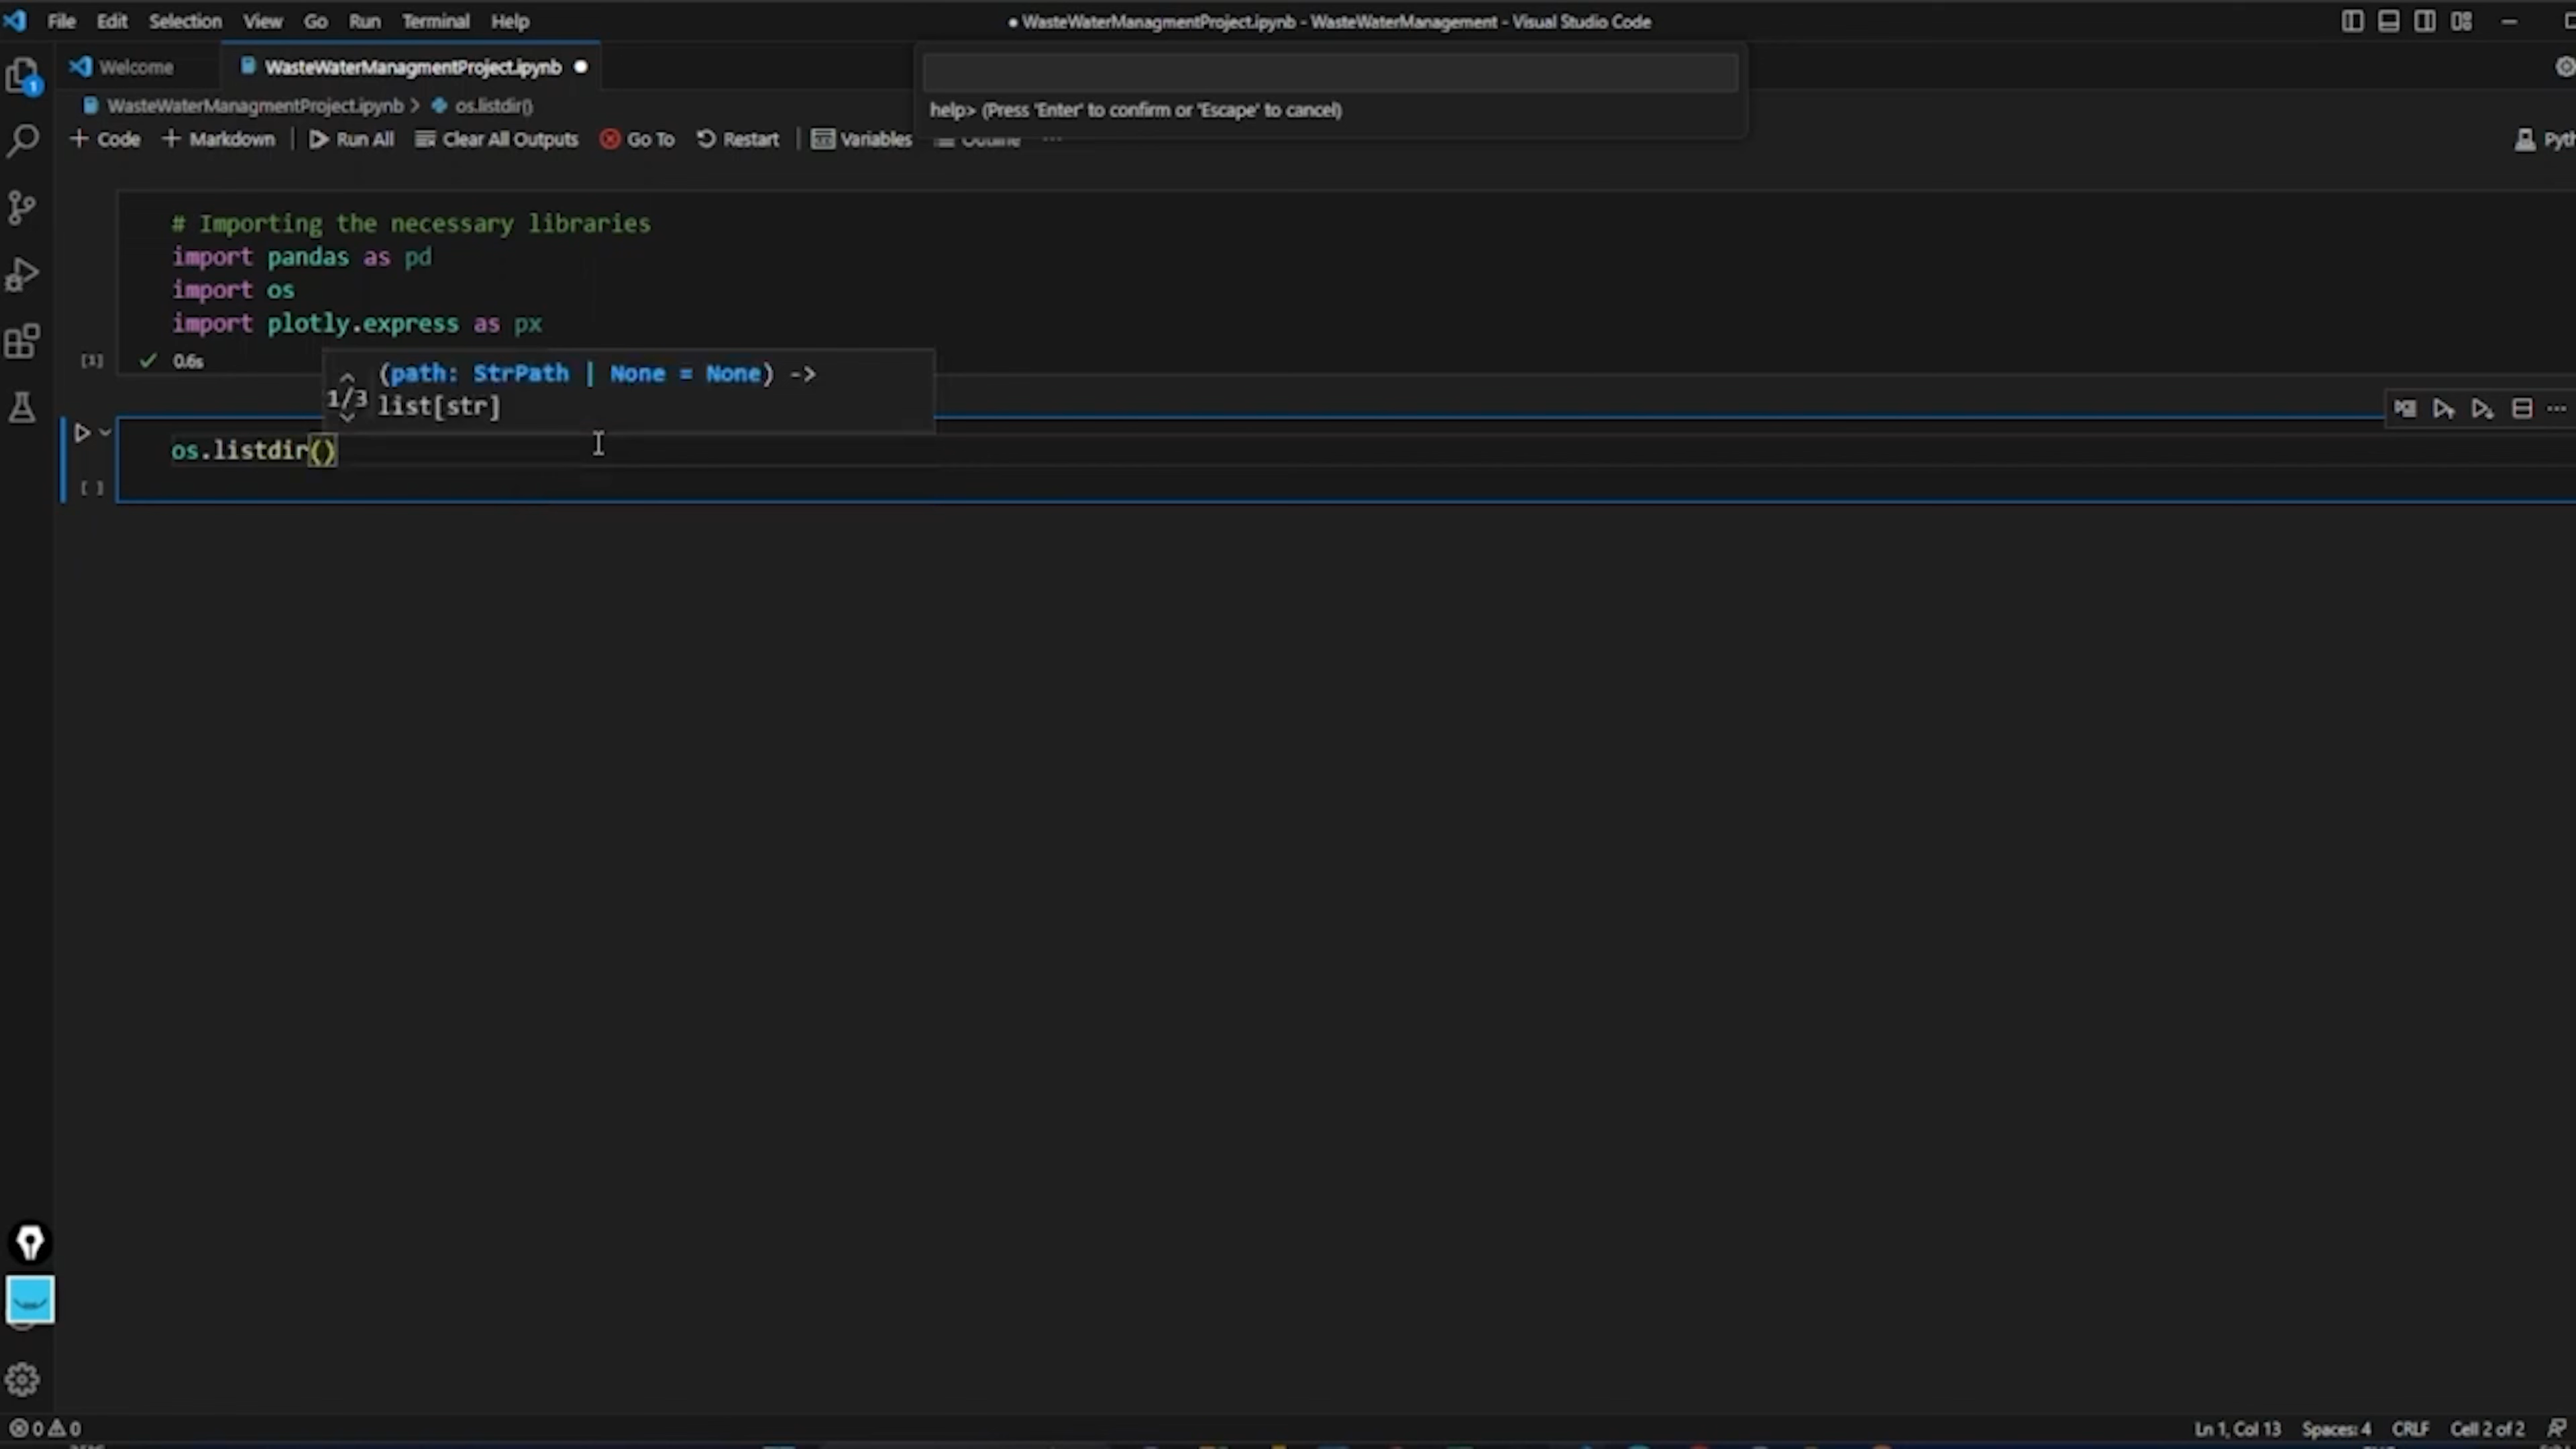 File Edit Selection View Go Run Terminal Help
● WasteWaterManagmentProject.ipynb - WasteWaterManagement - Visual Studio Code
1
Welcome
WasteWaterManagmentProject.ipynb ●
WasteWaterManagmentProject.ipynb > os.listdir()
help> (Press 'Enter' to confirm or 'Escape' to cancel)
+ Code + Markdown | Run All Clear All Outputs Go To Restart | Variables Outline ...
# Importing the necessary libraries
import pandas as pd
import os
import plotly.express as px
[1] ✓ 0.6s
(path: StrPath | None = None) ->
1/3 list[str]
os.listdir()
[ ]
0 0
Ln 1, Col 13 Spaces: 4 CRLF Cell 2 of 2